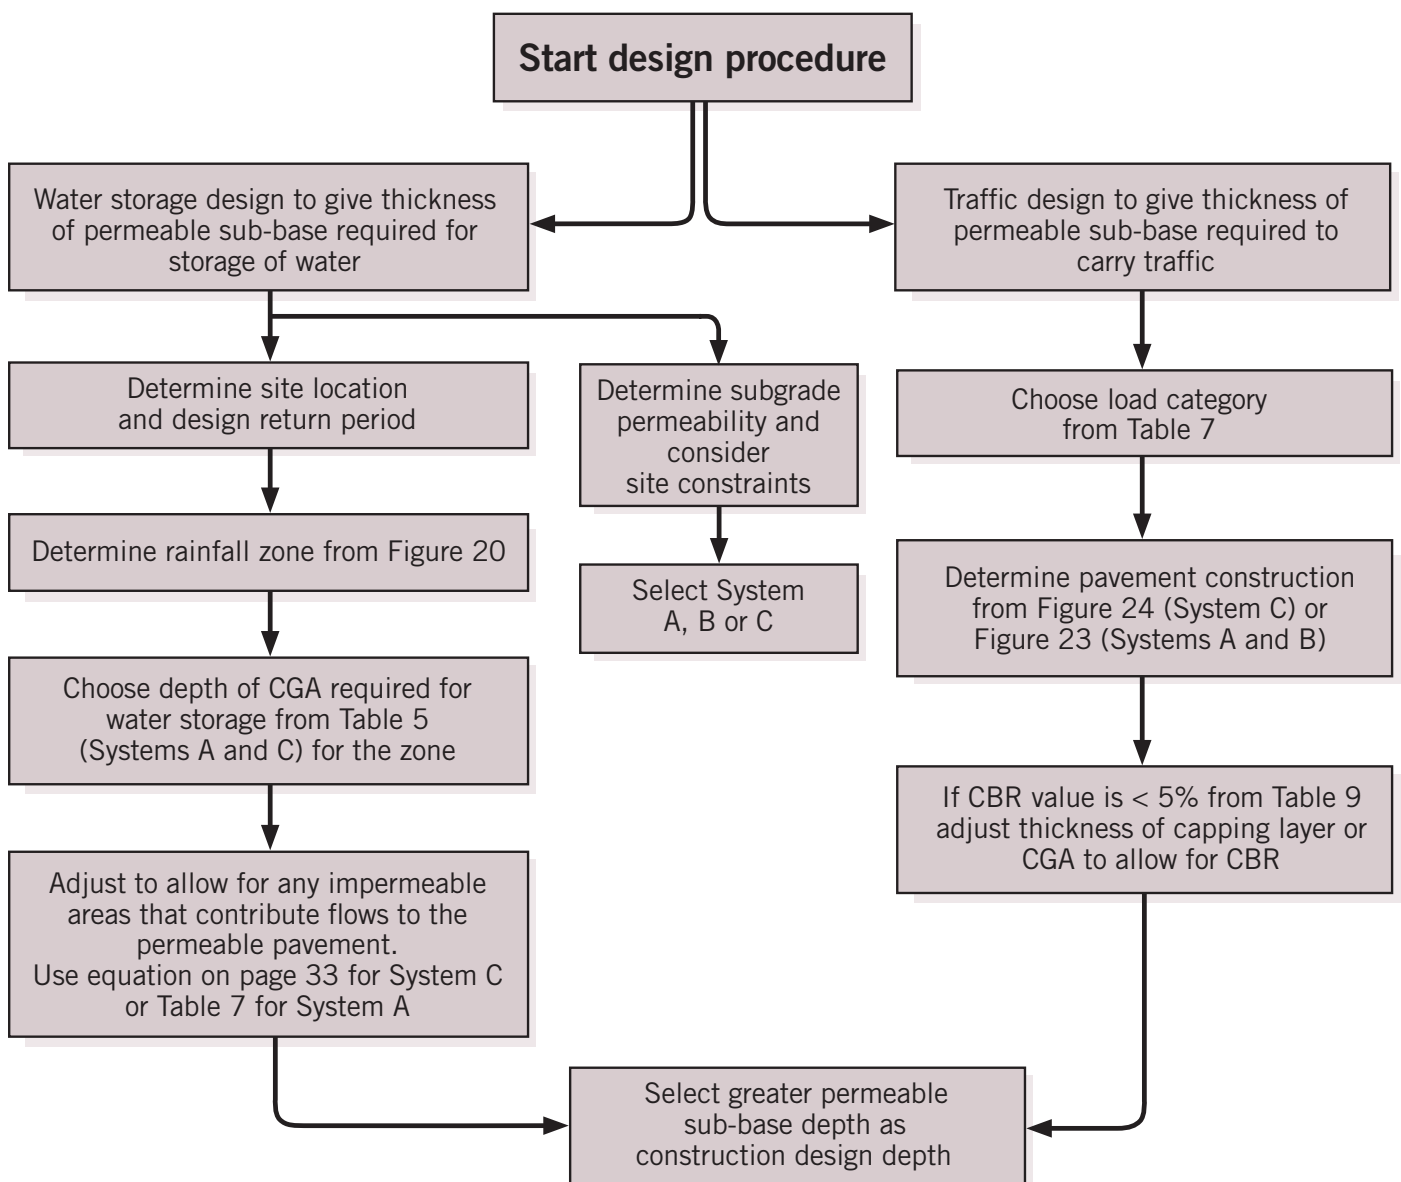 Start design procedure
Water storage design to give thickness
of permeable sub-base required for
storage of water
Traffic design to give thickness of
permeable sub-base required to
carry traffic
Determine site location
and design return period
Determine subgrade
permeability and
consider
site constraints
Choose load category
from Table 7
Determine rainfall zone from Figure 20
Select System
A, B or C
Determine pavement construction
from Figure 24 (System C) or
Figure 23 (Systems A and B)
Choose depth of CGA required for
water storage from Table 5
(Systems A and C) for the zone
If CBR value is < 5% from Table 9
adjust thickness of capping layer or
CGA to allow for CBR
Adjust to allow for any impermeable
areas that contribute flows to the
permeable pavement.
Use equation on page 33 for System C
or Table 7 for System A
Select greater permeable
sub-base depth as
construction design depth